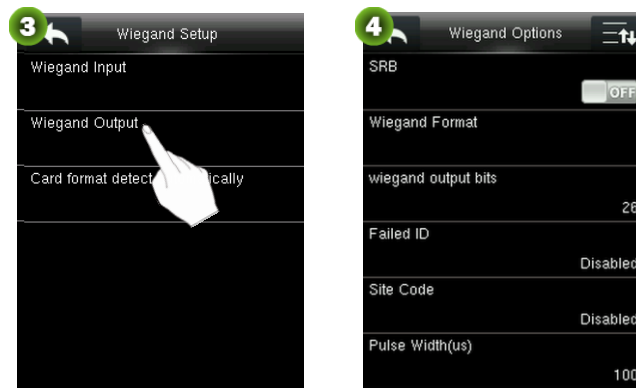 3
Wiegand Setup
Wiegand Input
Wiegand Output
Card format detect ically
4
Wiegand Options
SRB
OFF
Wiegand Format
wiegand output bits
26
Failed ID
Disabled
Site Code
Disabled
Pulse Width(us)
100